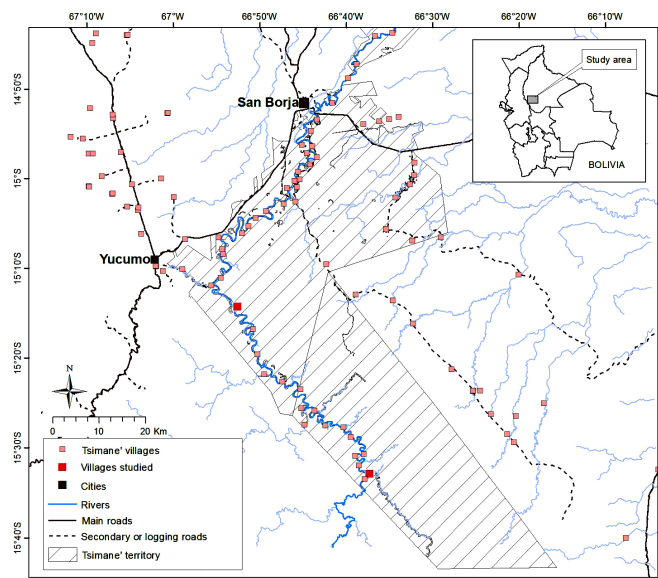 67°10'W 67°'W 66°50'W 66°40'W 66°30'W 66°20'W 66°10'W
14°50'S
15°'S
15°10'S
15°20'S
15°30'S
15°40'S
San Borja
Yucumo
Study area
BOLIVIA
N
0 10 20 Km
Tsimane' villages
Villages studied
Cities
Rivers
Main roads
Secondary or logging roads
Tsimane' territory